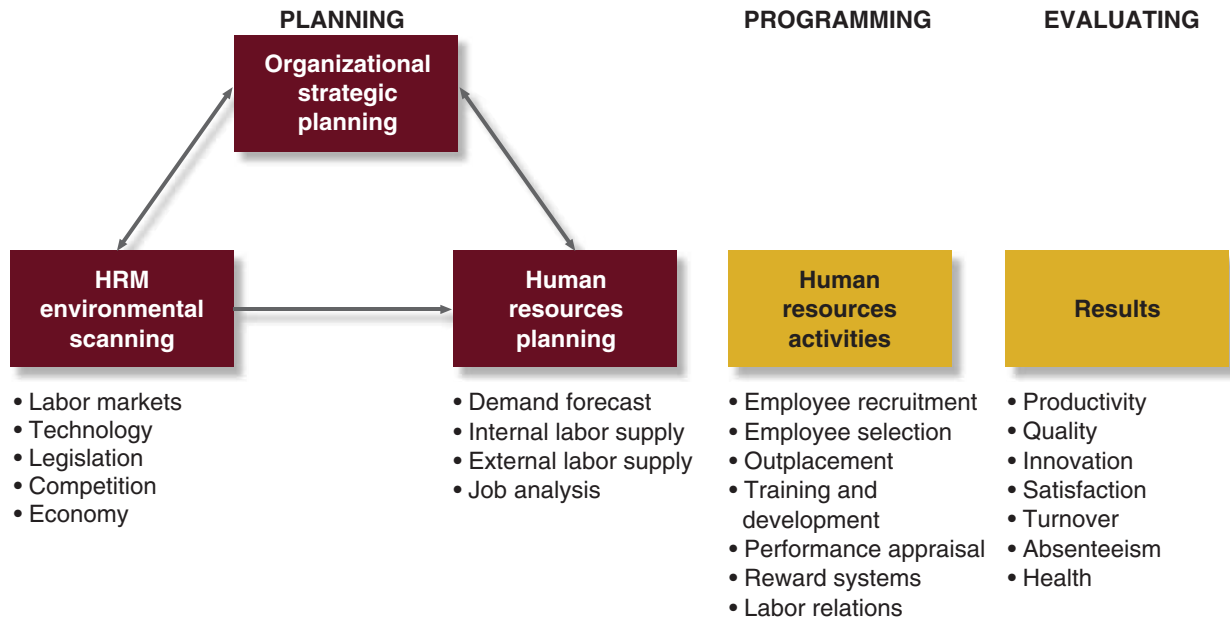 PLANNING
PROGRAMMING
EVALUATING
Organizational
strategic
planning
HRM
environmental
scanning
Human
resources
planning
Human
resources
activities
Results
• Labor markets
• Technology
• Legislation
• Competition
• Economy
• Demand forecast
• Internal labor supply
• External labor supply
• Job analysis
• Employee recruitment
• Employee selection
• Outplacement
• Training and
development
• Performance appraisal
• Reward systems
• Labor relations
• Productivity
• Quality
• Innovation
• Satisfaction
• Turnover
• Absenteeism
• Health